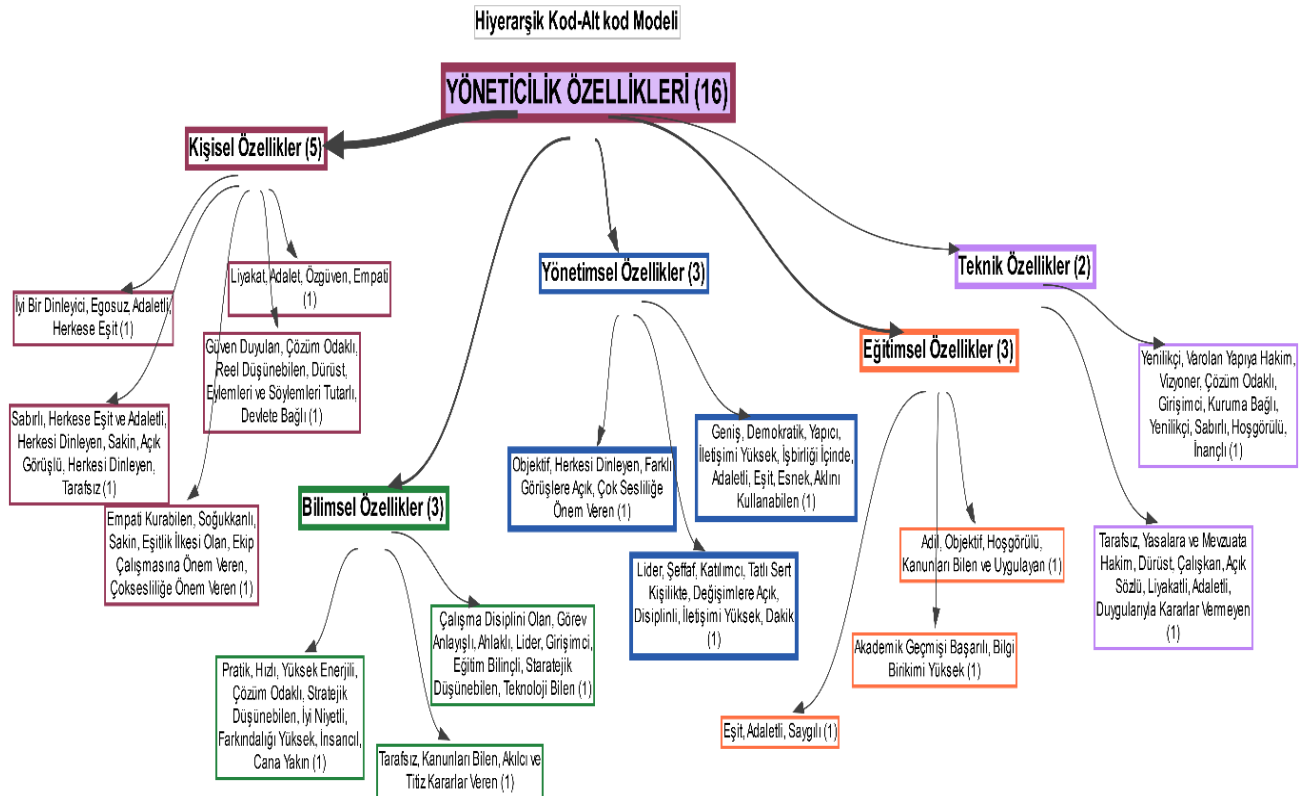 Hiyerarşik Kod-Alt kod Modeli
YÖNETİCİLİK ÖZELLİKLERİ (16)
Kişisel Özellikler (5)
Liyakat, Adalet, Özgüven, Empati
(1)
İyi Bir Dinleyici, Egosuz, Adaletli,
Herkese Eşit (1)
Güven Duyulan, Çözüm Odaklı,
Reel Düşünebilen, Dürüst,
Eylemleri ve Söylemleri Tutarlı,
Devlete Bağlı (1)
Sabırlı, Herkese Eşit ve Adaletli,
Herkesi Dinleyen, Sakin, Açık
Görüşlü, Herkesi Dinleyen,
Tarafsız (1)
Empati Kurabilen, Soğukkanlı,
Sakin, Eşitlik İlkesi Olan, Ekip
Çalışmasına Önem Veren,
Çoksesliliğe Önem Veren (1)
Bilimsel Özellikler (3)
Çalışma Disiplini Olan, Görev
Anlayışlı, Ahlaklı, Lider, Girişimci,
Eğitim Bilinçli, Staratejik
Düşünebilen, Teknoloji Bilen (1)
Pratik, Hızlı, Yüksek Enerjili,
Çözüm Odaklı, Stratejik
Düşünebilen, İyi Niyetli,
Farkındalığı Yüksek, İnsancıl,
Cana Yakın (1)
Tarafsız, Kanunları Bilen, Akılcı ve
Titiz Kararlar Veren (1)
Yönetimsel Özellikler (3)
Geniş, Demokratik, Yapıcı,
İletişimi Yüksek, İşbirliği İçinde,
Adaletli, Eşit, Esnek, Aklını
Kullanabilen (1)
Objektif, Herkesi Dinleyen, Farklı
Görüşlere Açık, Çok Sesliliğe
Önem Veren (1)
Lider, Şeffaf, Katılımcı, Tatlı Sert
Kişilikte, Değişimlere Açık,
Disiplinli, İletişimi Yüksek, Dakik
(1)
Eğitimsel Özellikler (3)
Adil, Objektif, Hoşgörülü,
Kanunları Bilen ve Uygulayan (1)
Akademik Geçmişi Başarılı, Bilgi
Birikimi Yüksek (1)
Eşit, Adaletli, Saygılı (1)
Teknik Özellikler (2)
Yenilikçi, Varolan Yapıya Hakim,
Vizyoner, Çözüm Odaklı,
Girişimci, Kuruma Bağlı,
Yenilikçi, Sabırlı, Hoşgörülü,
İnançlı (1)
Tarafsız, Yasalara ve Mevzuata
Hakim, Dürüst, Çalışkan, Açık
Sözlü, Liyakatli, Adaletli,
Duygularıyla Kararlar Vermeyen
(1)